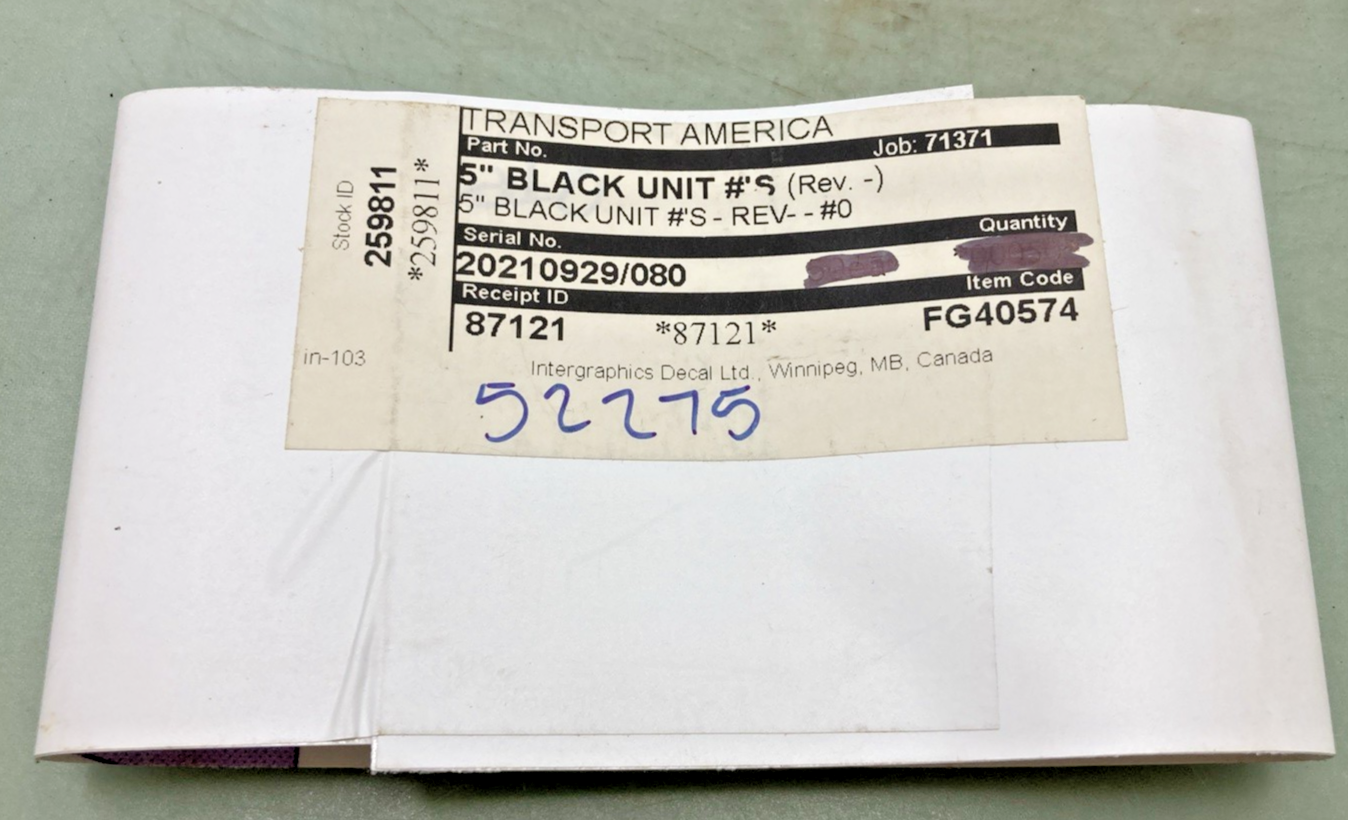 TRANSPORT AMERICA
Part No. Job: 71371
5" BLACK UNIT #'S (Rev. -)
5" BLACK UNIT #'S - REV- - #0
Serial No. Quantity
20210929/080
Receipt ID Item Code
87121 *87121* FG40574
Intergraphics Decal Ltd., Winnipeg, MB, Canada
52275
Stock ID
259811
*259811*
in-103